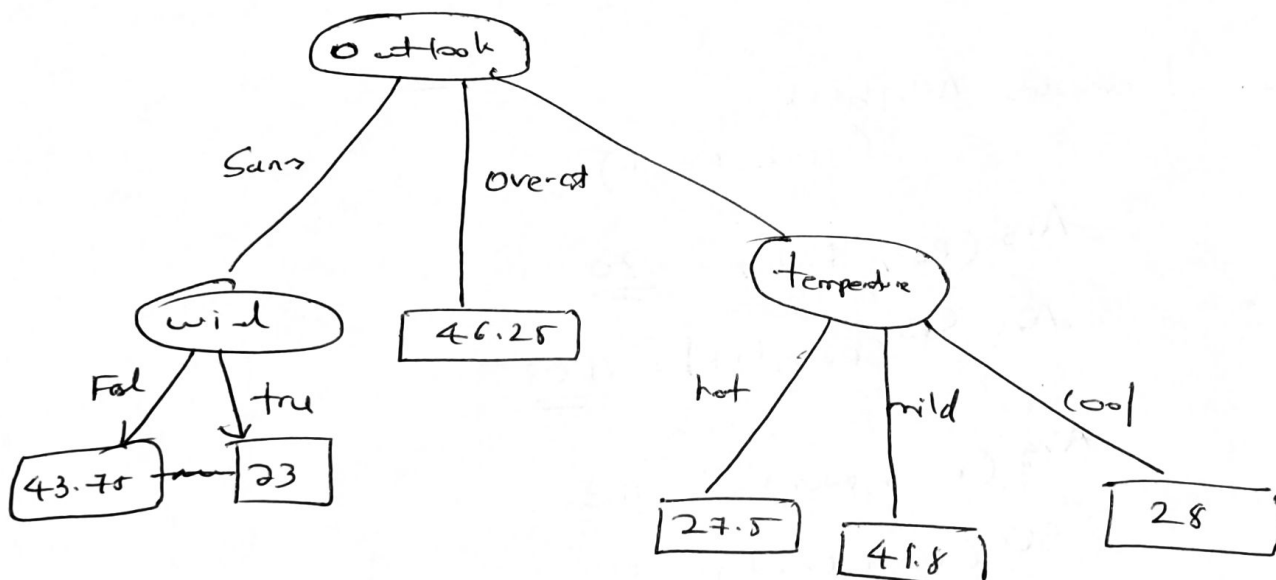 Outlook
Sunny
Overcast
wind
46.25
temperature
Fal
true
hot
mild
cool
43.75
23
27.5
41.8
28